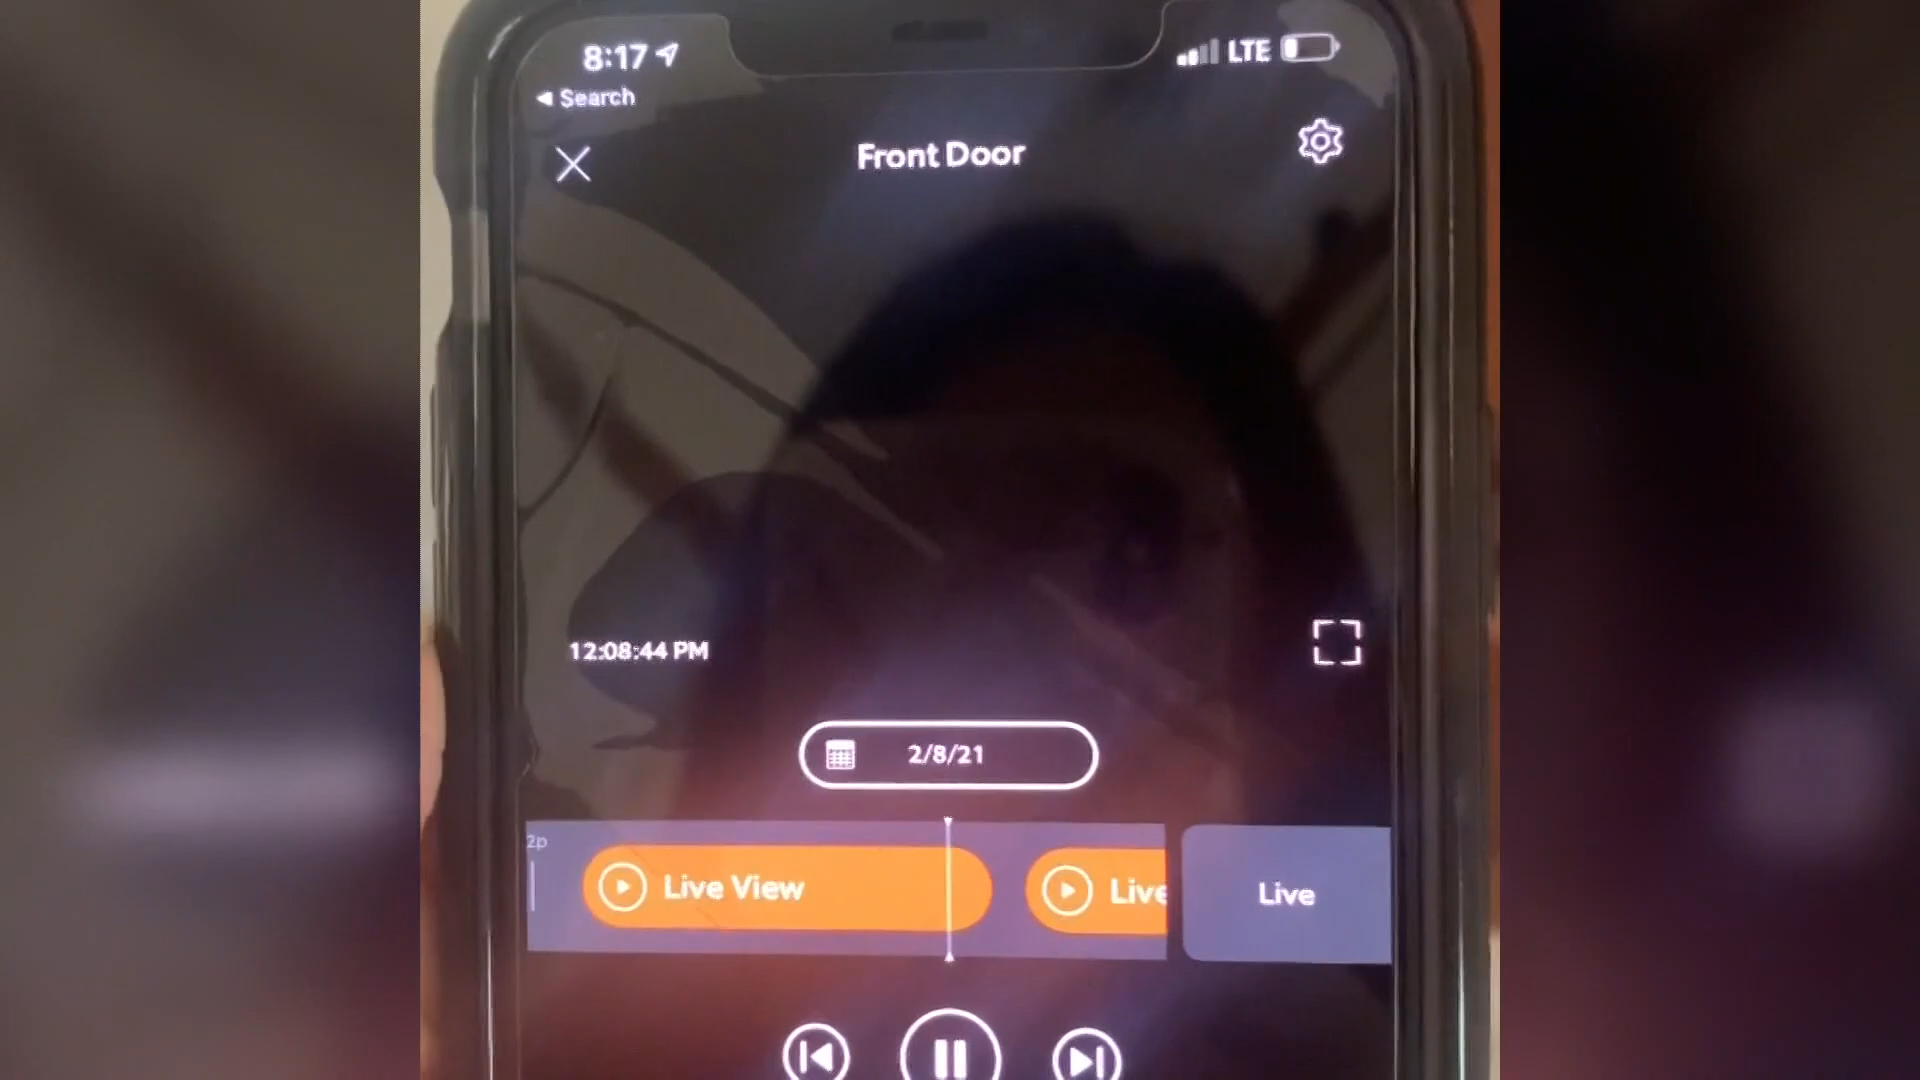 8:17
LTE
◀ Search
Front Door
12:08:44 PM
2/8/21
2p
Live View
Live
Live